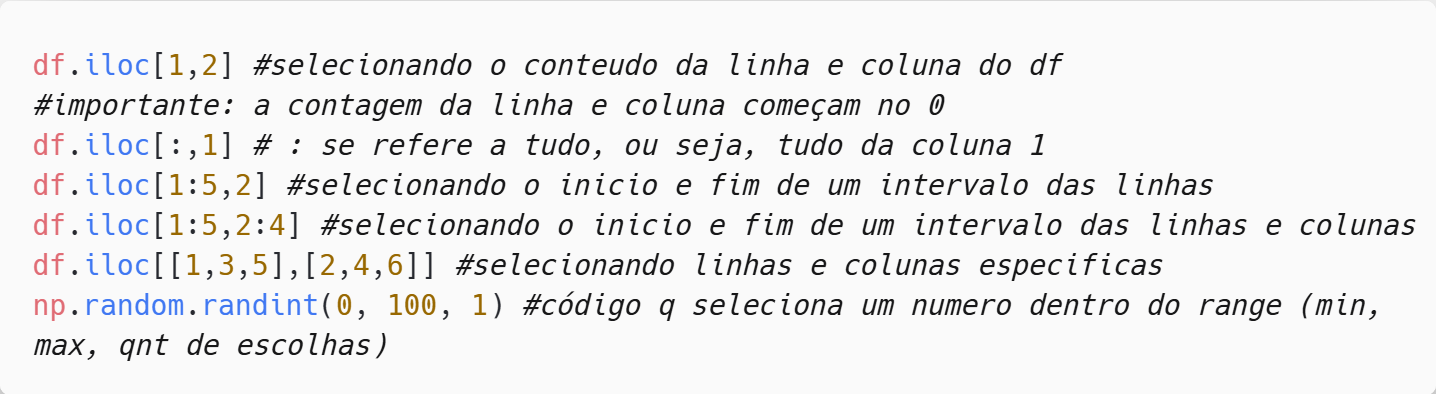 df.iloc[1,2] #selecionando o conteudo da linha e coluna do df
#importante: a contagem da linha e coluna começam no 0
df.iloc[:,1] # : se refere a tudo, ou seja, tudo da coluna 1
df.iloc[1:5,2] #selecionando o inicio e fim de um intervalo das linhas
df.iloc[1:5,2:4] #selecionando o inicio e fim de um intervalo das linhas e colunas
df.iloc[[1,3,5],[2,4,6]] #selecionando linhas e colunas especificas
np.random.randint(0, 100, 1) #código q seleciona um numero dentro do range (min,
max, qnt de escolhas)